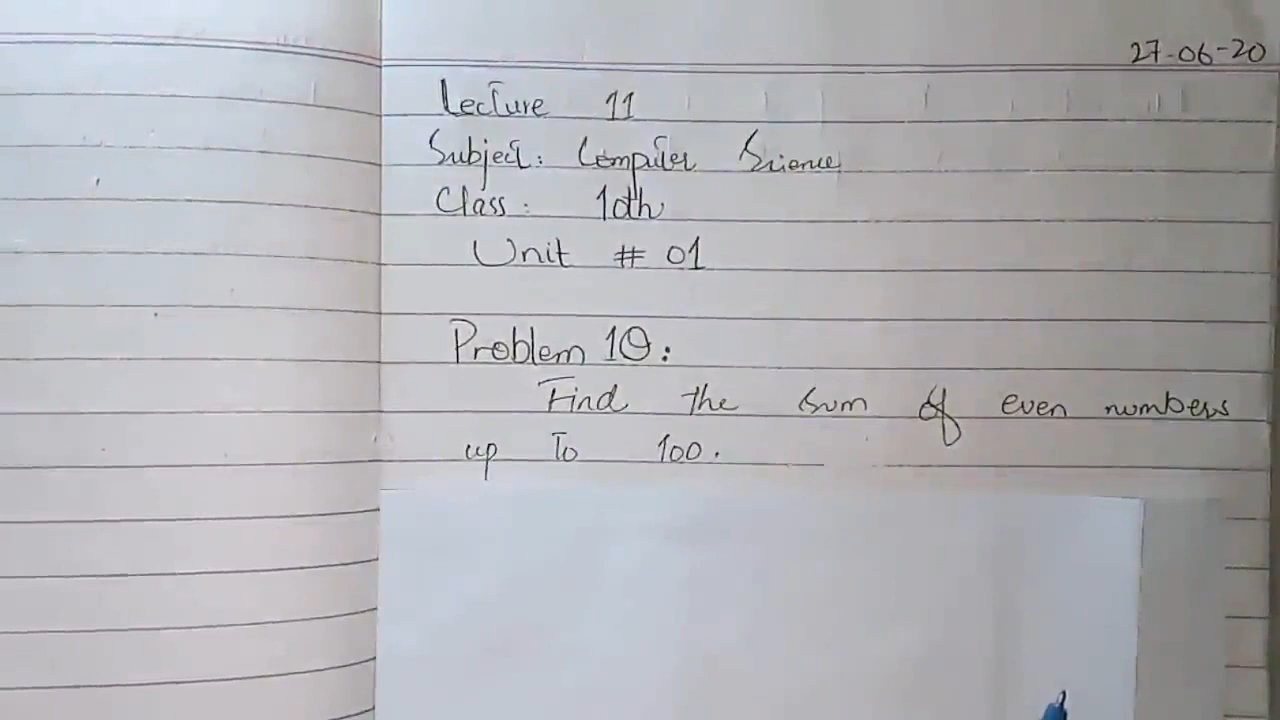 27-06-20
Lecture 11
Subject: Computer Science
Class: 10th
Unit # 01
Problem 10:
Find the sum of even numbers
up to 100.